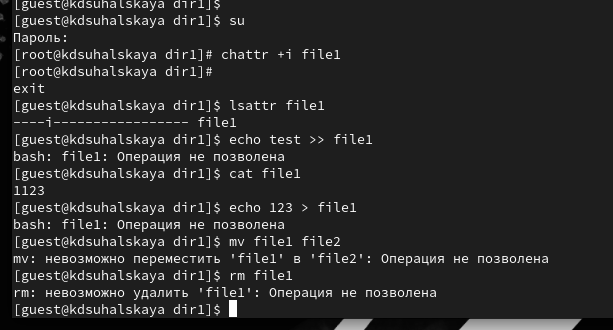 [guest@kdsuhalskaya dir1]$
[guest@kdsuhalskaya dir1]$ su
Пароль:
[root@kdsuhalskaya dir1]# chattr +i file1
[root@kdsuhalskaya dir1]#
exit
[guest@kdsuhalskaya dir1]$ lsattr file1
----i----------------- file1
[guest@kdsuhalskaya dir1]$ echo test >> file1
bash: file1: Операция не позволена
[guest@kdsuhalskaya dir1]$ cat file1
1123
[guest@kdsuhalskaya dir1]$ echo 123 > file1
bash: file1: Операция не позволена
[guest@kdsuhalskaya dir1]$ mv file1 file2
mv: невозможно переместить 'file1' в 'file2': Операция не позволена
[guest@kdsuhalskaya dir1]$ rm file1
rm: невозможно удалить 'file1': Операция не позволена
[guest@kdsuhalskaya dir1]$